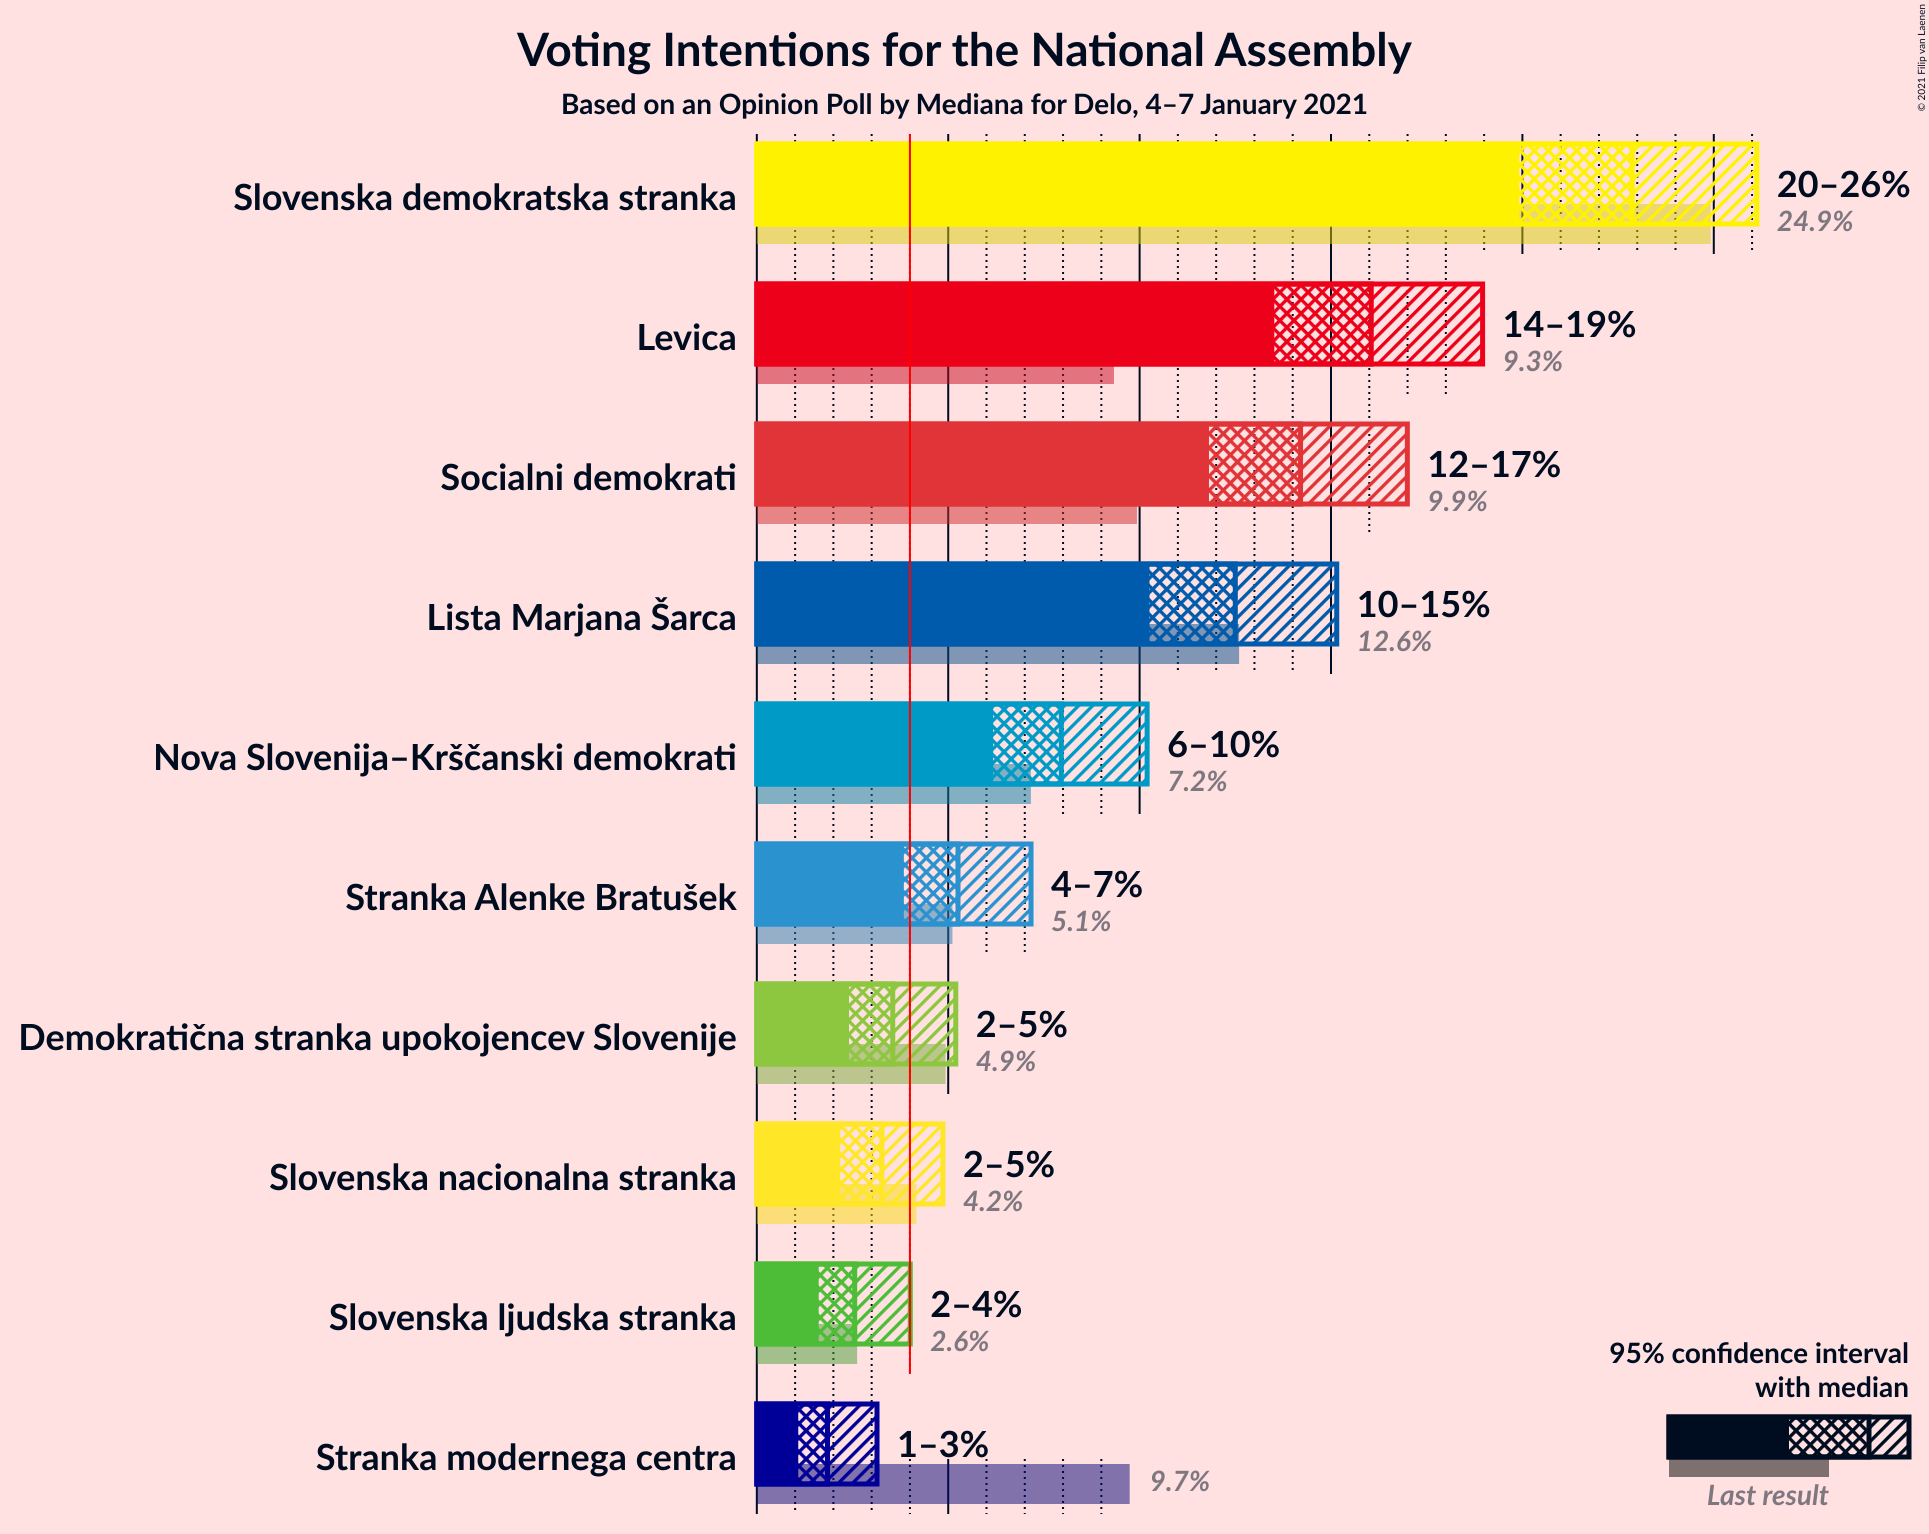 Voting Intentions for the National Assembly
Based on an Opinion Poll by Mediana for Delo, 4–7 January 2021
© 2021 Filip van Laenen
Slovenska demokratska stranka
20–26%
24.9%
Levica
14–19%
9.3%
Socialni demokrati
12–17%
9.9%
Lista Marjana Šarca
10–15%
12.6%
Nova Slovenija–Krščanski demokrati
6–10%
7.2%
Stranka Alenke Bratušek
4–7%
5.1%
Demokratična stranka upokojencev Slovenije
2–5%
4.9%
Slovenska nacionalna stranka
2–5%
4.2%
Slovenska ljudska stranka
2–4%
2.6%
Stranka modernega centra
1–3%
9.7%
95% confidence interval
with median
Last result